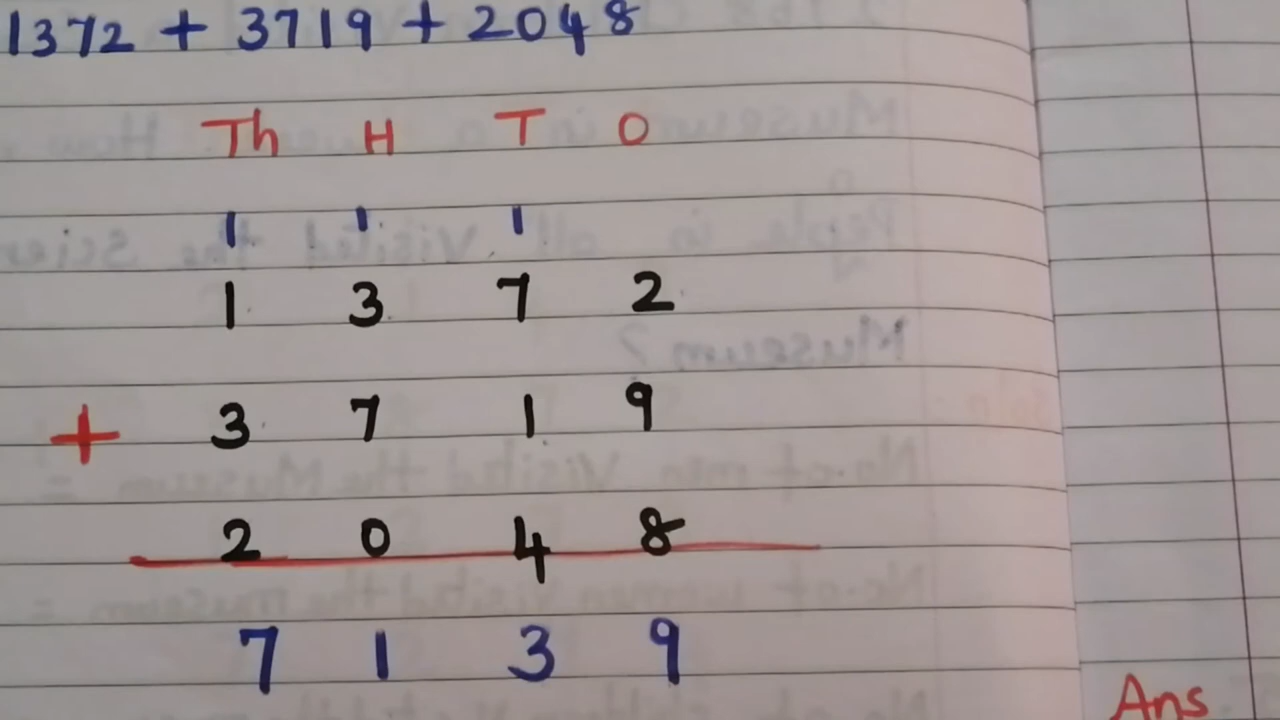 1372 + 3719 + 2048
Th H T O
1 1 1
1 3 7 2
+ 3 7 1 9
2 0 4 8
7 1 3 9
Ans